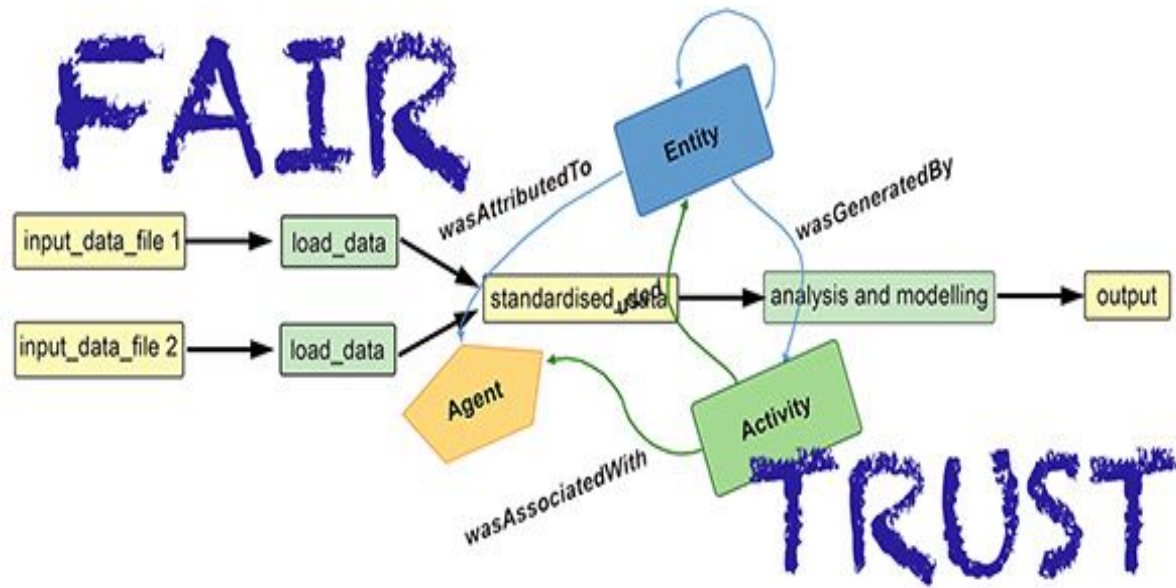 FAIR
Entity
wasAttributedTo
wasGeneratedBy
input_data_file 1
load_data
standardised_data
used
analysis and modelling
output
input_data_file 2
load_data
Agent
Activity
wasAssociatedWith
TRUST